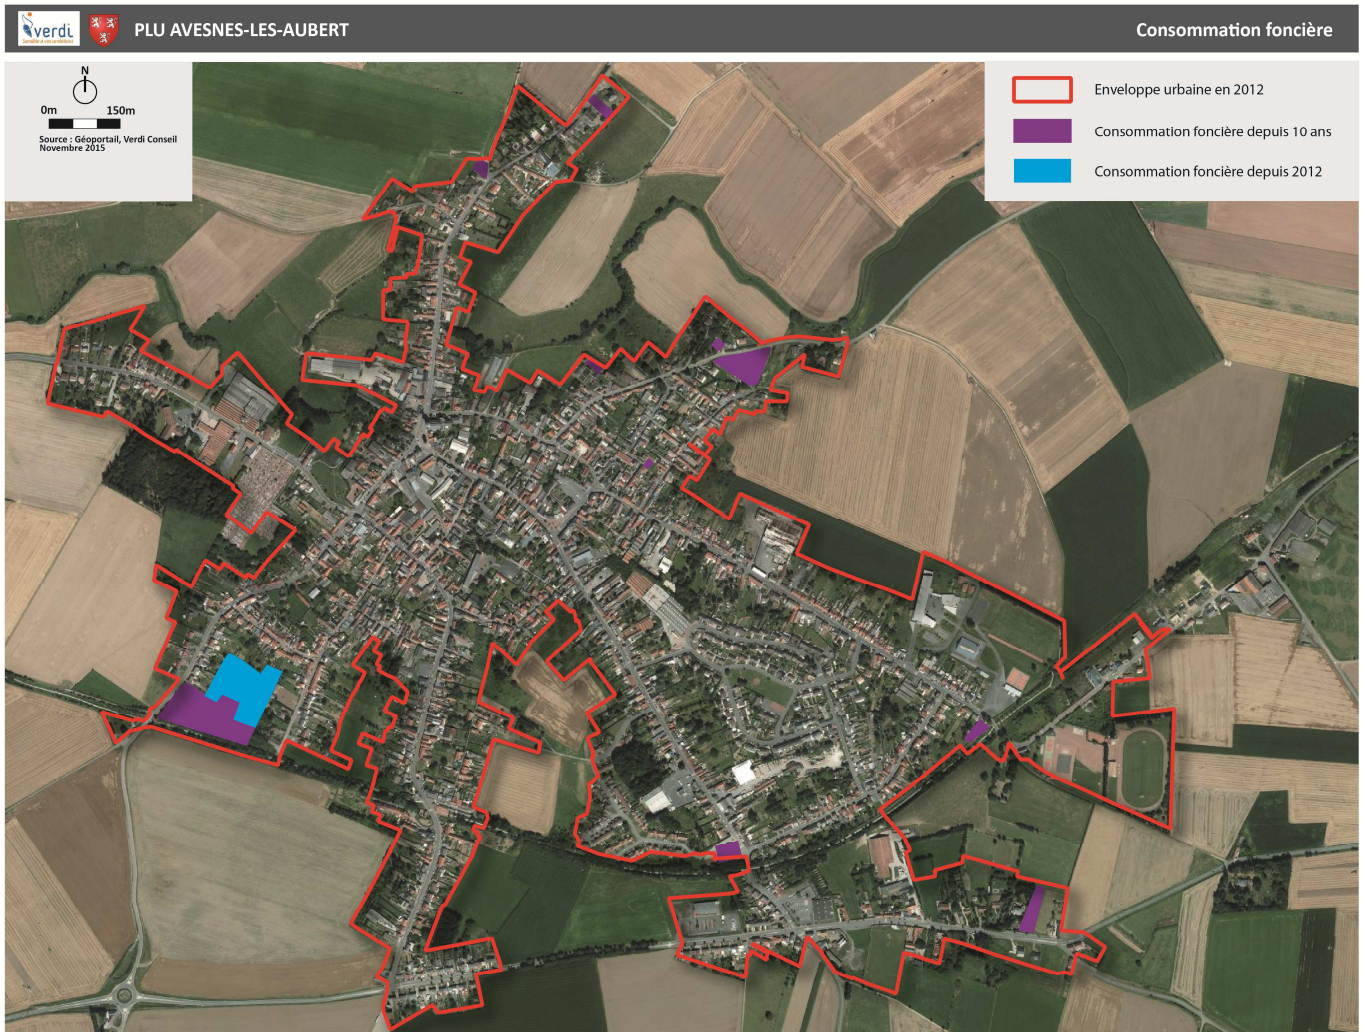 verdi
PLU AVESNES-LES-AUBERT
Consommation foncière
N
0m 150m
Source : Géoportail, Verdi Conseil
Novembre 2015
Enveloppe urbaine en 2012
Consommation foncière depuis 10 ans
Consommation foncière depuis 2012